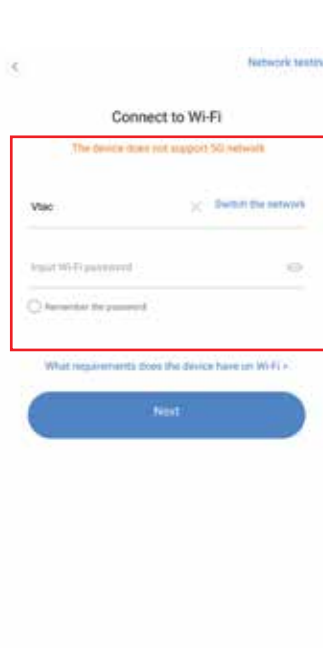 Network testin
Connect to Wi-Fi
The device does not support 5G network
Vtac
Switch the network
Input Wi-Fi password
Remember the password
What requirements does the device have on Wi-Fi >
Next